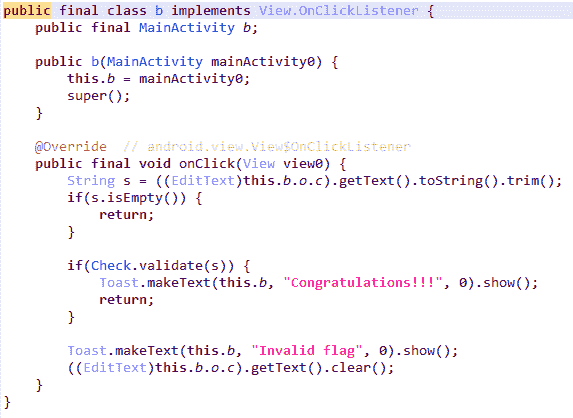 public final class b implements View.OnClickListener {
    public final MainActivity b;

    public b(MainActivity mainActivity0) {
        this.b = mainActivity0;
        super();
    }

    @Override  // android.view.View$OnClickListener
    public final void onClick(View view0) {
        String s = ((EditText)this.b.o.c).getText().toString().trim();
        if(s.isEmpty()) {
            return;
        }

        if(Check.validate(s)) {
            Toast.makeText(this.b, "Congratulations!!!", 0).show();
            return;
        }

        Toast.makeText(this.b, "Invalid flag", 0).show();
        ((EditText)this.b.o.c).getText().clear();
    }
}